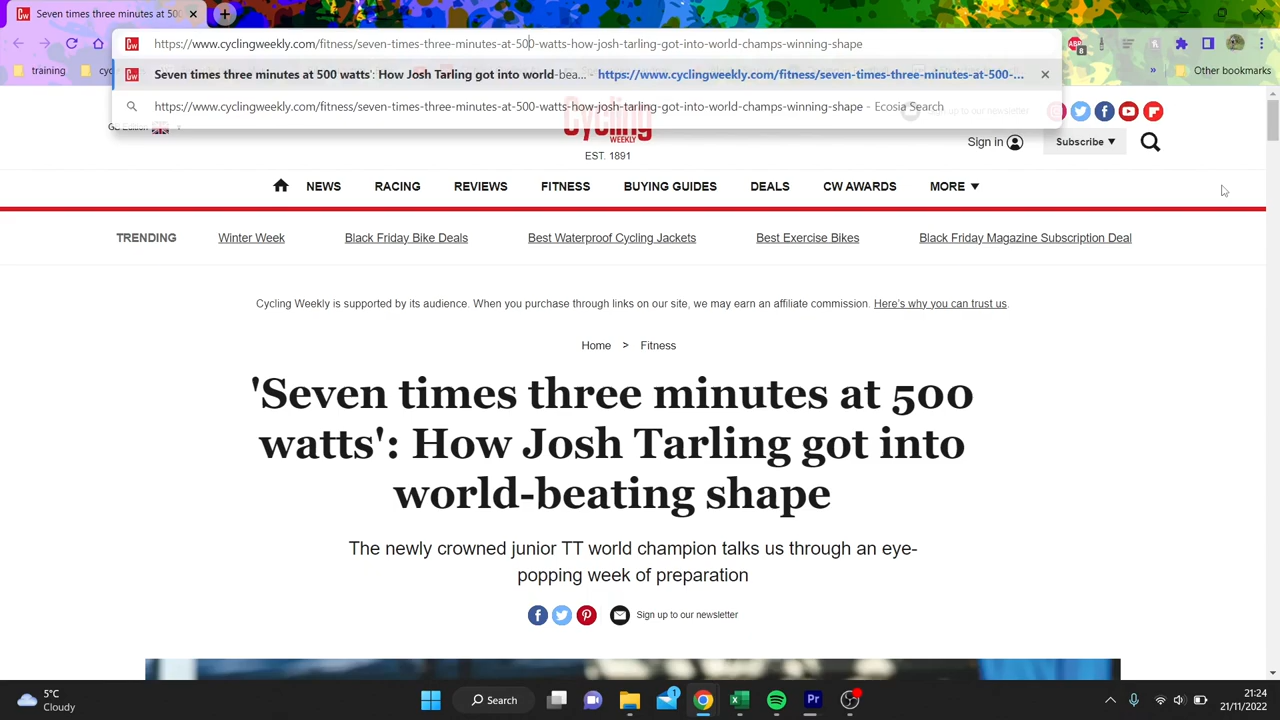 Seven times three minutes at 500
https://www.cyclingweekly.com/fitness/seven-times-three-minutes-at-500-watts-how-josh-tarling-got-into-world-champs-winning-shape
Seven times three minutes at 500 watts': How Josh Tarling got into world-bea... - https://www.cyclingweekly.com/fitness/seven-times-three-minutes-at-500-...
https://www.cyclingweekly.com/fitness/seven-times-three-minutes-at-500-watts-how-josh-tarling-got-into-world-champs-winning-shape - Ecosia Search
training
Other bookmarks
Sign up to our newsletter
Cycling
WEEKLY
EST. 1891
Sign in
Subscribe
NEWS RACING REVIEWS FITNESS BUYING GUIDES DEALS CW AWARDS MORE
TRENDING Winter Week Black Friday Bike Deals Best Waterproof Cycling Jackets Best Exercise Bikes Black Friday Magazine Subscription Deal
Cycling Weekly is supported by its audience. When you purchase through links on our site, we may earn an affiliate commission. Here's why you can trust us.
Home > Fitness
'Seven times three minutes at 500
watts': How Josh Tarling got into
world-beating shape
The newly crowned junior TT world champion talks us through an eye-
popping week of preparation
Sign up to our newsletter
5°C
Cloudy
Search
21:24
21/11/2022